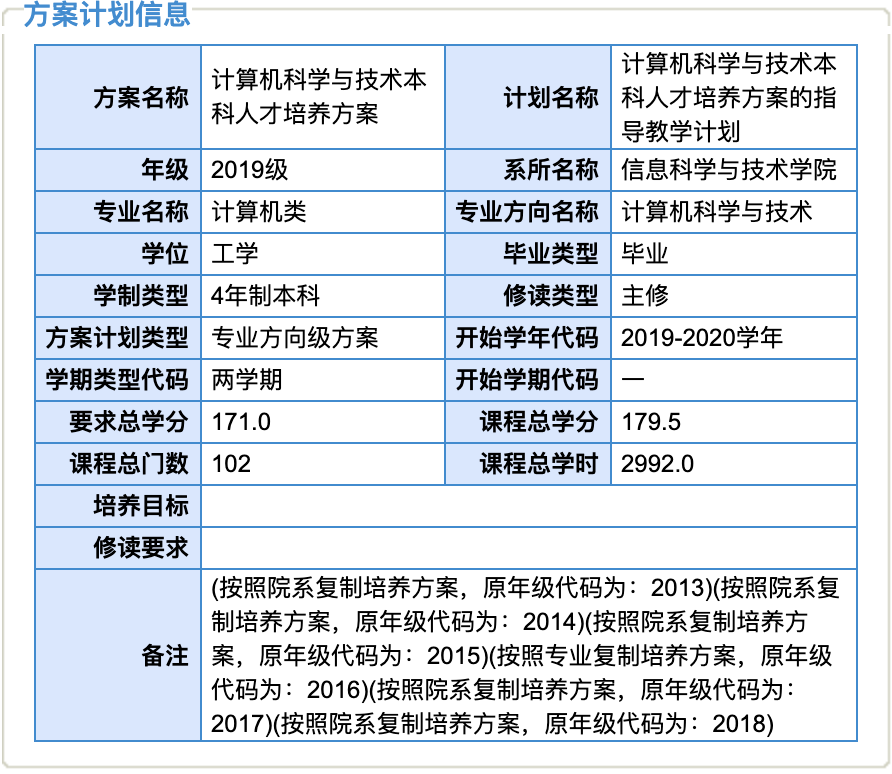 方案计划信息
方案名称 计算机科学与技术本 计划名称 计算机科学与技术本
科人才培养方案 科人才培养方案的指
导教学计划
年级 2019级 系所名称 信息科学与技术学院
专业名称 计算机类 专业方向名称 计算机科学与技术
学位 工学 毕业类型 毕业
学制类型 4年制本科 修读类型 主修
方案计划类型 专业方向级方案 开始学年代码 2019-2020学年
学期类型代码 两学期 开始学期代码 一
要求总学分 171.0 课程总学分 179.5
课程总门数 102 课程总学时 2992.0
培养目标
修读要求
备注
(按照院系复制培养方案，原年级代码为：2013)(按照院系复
制培养方案，原年级代码为：2014)(按照院系复制培养方
案，原年级代码为：2015)(按照专业复制培养方案，原年级
代码为：2016)(按照院系复制培养方案，原年级代码为：
2017)(按照院系复制培养方案，原年级代码为：2018)